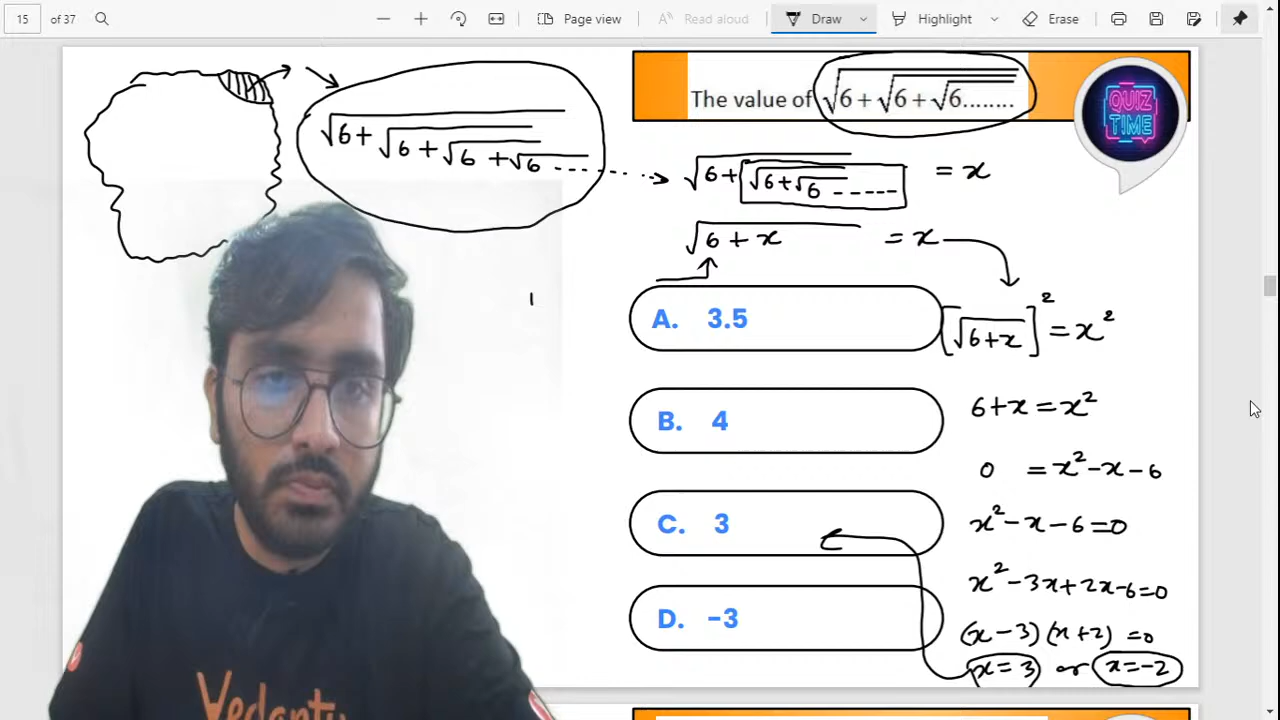 15 of 37
Page view
Read aloud
Draw
Highlight
Erase
The value of √6 + √6 + √6........
QUIZ TIME
√6+ √6 + √6 + √6 -----
√6+ √6+√6 ----- = x
√6 + x = x
A. 3.5
[√6+x]² = x²
B. 4
6+x = x²
0 = x²-x-6
C. 3
x²-x-6=0
x²-3x+2x-6=0
D. -3
(x-3)(x+2)=0
x=3 or x=-2
Vedantu